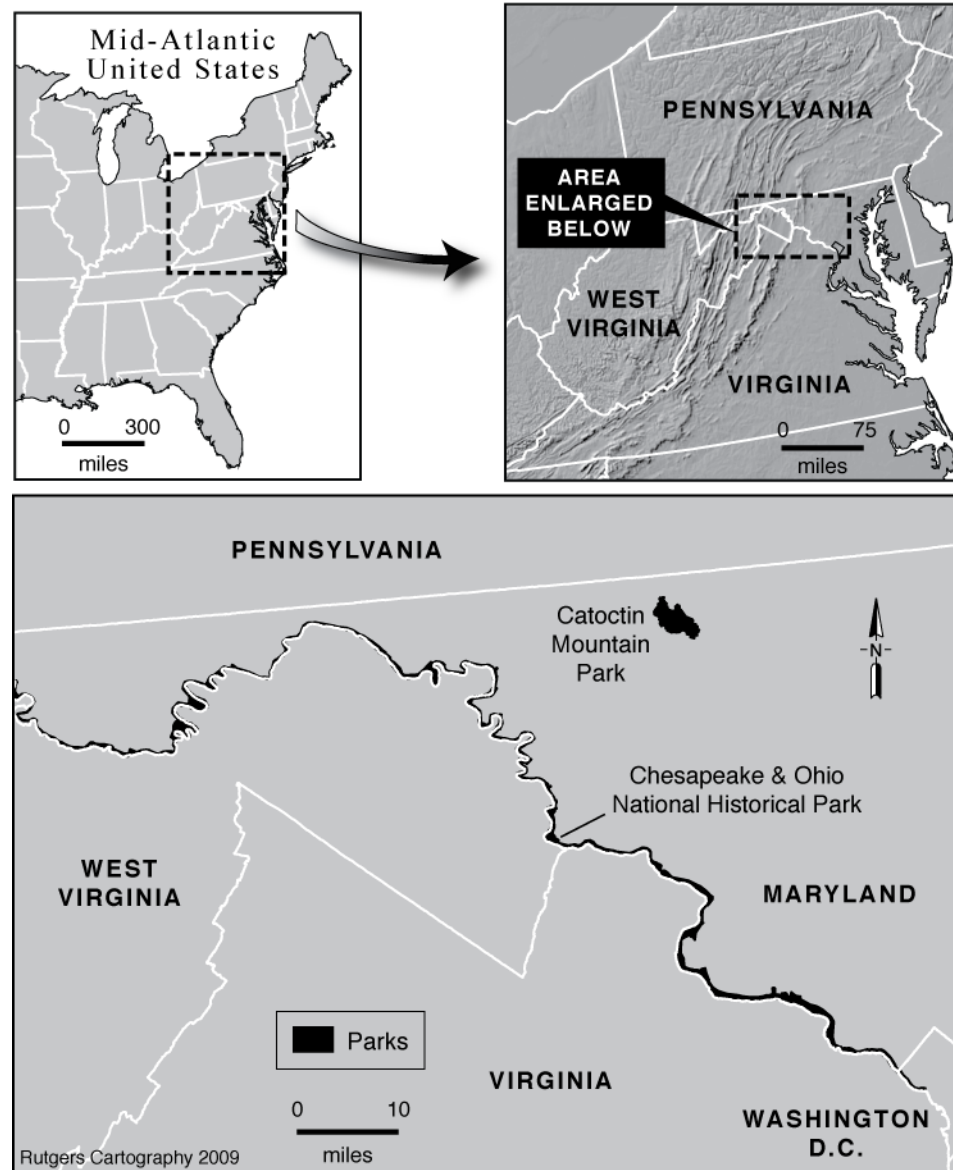 Mid-Atlantic
United States
0 300
miles
PENNSYLVANIA
AREA
ENLARGED
BELOW
WEST
VIRGINIA
VIRGINIA
0 75
miles
PENNSYLVANIA
Catoctin
Mountain
Park
-N-
Chesapeake & Ohio
National Historical Park
WEST
VIRGINIA
MARYLAND
Parks
VIRGINIA
0 10
miles
WASHINGTON
D.C.
Rutgers Cartography 2009